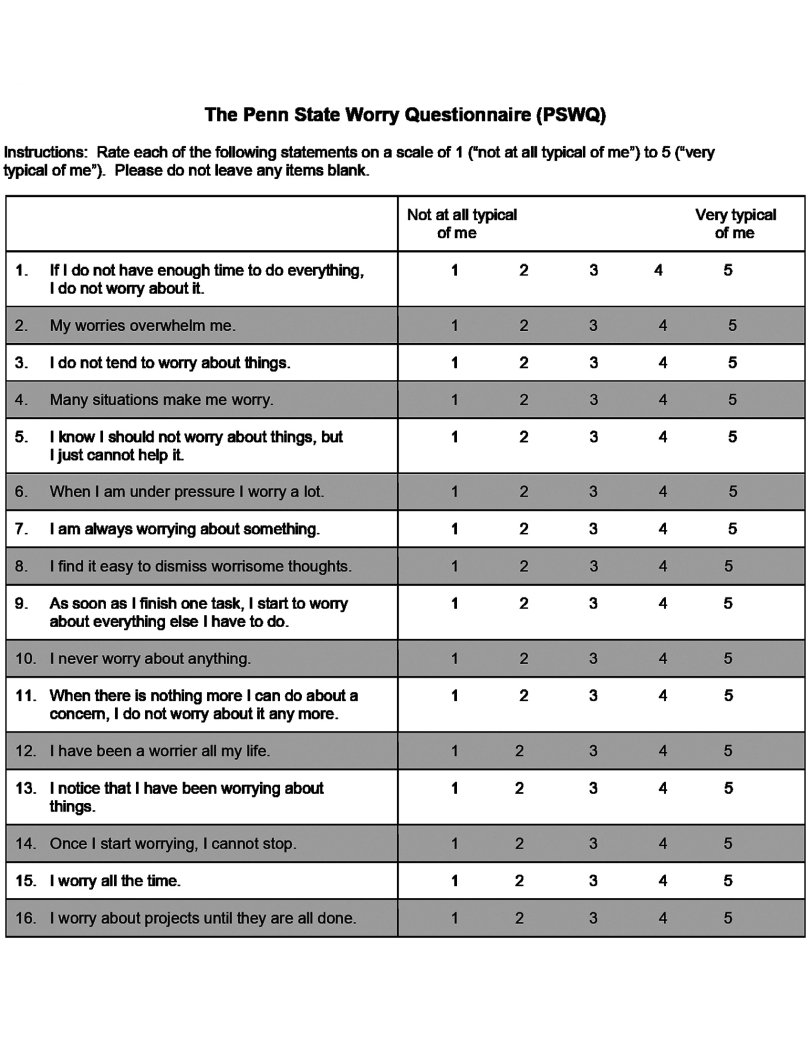 The Penn State Worry Questionnaire (PSWQ)
Instructions:  Rate each of the following statements on a scale of 1 (“not at all typical of me”) to 5 (“very
typical of me”).  Please do not leave any items blank.
Not at all typical Very typical
of me of me
1. If I do not have enough time to do everything, 1 2 3 4 5
I do not worry about it.
2. My worries overwhelm me. 1 2 3 4 5
3. I do not tend to worry about things. 1 2 3 4 5
4. Many situations make me worry. 1 2 3 4 5
5. I know I should not worry about things, but 1 2 3 4 5
I just cannot help it.
6. When I am under pressure I worry a lot. 1 2 3 4 5
7. I am always worrying about something. 1 2 3 4 5
8. I find it easy to dismiss worrisome thoughts. 1 2 3 4 5
9. As soon as I finish one task, I start to worry 1 2 3 4 5
about everything else I have to do.
10. I never worry about anything. 1 2 3 4 5
11. When there is nothing more I can do about a 1 2 3 4 5
concern, I do not worry about it any more.
12. I have been a worrier all my life. 1 2 3 4 5
13. I notice that I have been worrying about 1 2 3 4 5
things.
14. Once I start worrying, I cannot stop. 1 2 3 4 5
15. I worry all the time. 1 2 3 4 5
16. I worry about projects until they are all done. 1 2 3 4 5